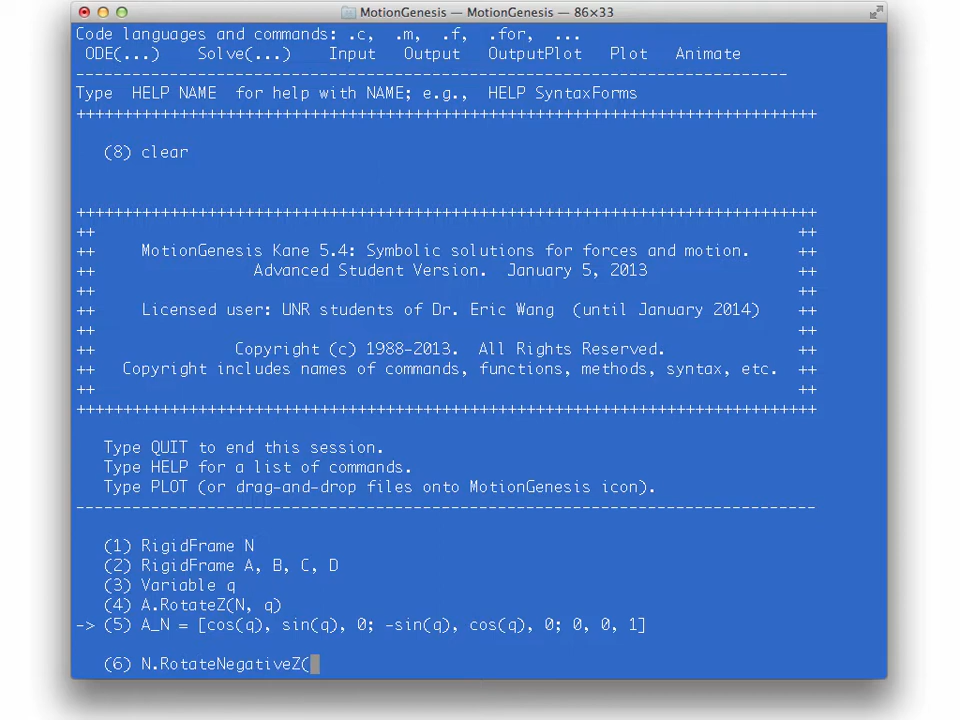 MotionGenesis — MotionGenesis — 86×33
Code languages and commands: .c,  .m,  .f,  .for,  ...
ODE(...)    Solve(...)    Input   Output   OutputPlot   Plot   Animate
----------------------------------------------------------------------------
Type  HELP NAME  for help with NAME; e.g.,  HELP SyntaxForms
+++++++++++++++++++++++++++++++++++++++++++++++++++++++++++++++++++++++++++++++
(8) clear
+++++++++++++++++++++++++++++++++++++++++++++++++++++++++++++++++++++++++++++++
++ ++
++ MotionGenesis Kane 5.4: Symbolic solutions for forces and motion. ++
++ Advanced Student Version.  January 5, 2013 ++
++ ++
++ Licensed user: UNR students of Dr. Eric Wang  (until January 2014) ++
++ ++
++ Copyright (c) 1988-2013.  All Rights Reserved. ++
++ Copyright includes names of commands, functions, methods, syntax, etc. ++
++ ++
+++++++++++++++++++++++++++++++++++++++++++++++++++++++++++++++++++++++++++++++
Type QUIT to end this session.
Type HELP for a list of commands.
Type PLOT (or drag-and-drop files onto MotionGenesis icon).
-------------------------------------------------------------------------------
(1) RigidFrame N
(2) RigidFrame A, B, C, D
(3) Variable q
(4) A.RotateZ(N, q)
-> (5) A_N = [cos(q), sin(q), 0; -sin(q), cos(q), 0; 0, 0, 1]
(6) N.RotateNegativeZ(